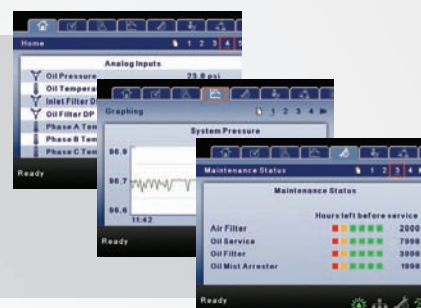 Home 1 2 3 4 5
Analog Inputs
Oil Pressure 23.8 psi
Oil Tempera
Inlet Filter D
Oil Filter DP
Phase A Tem
Phase B Tem
Phase C Tem
Ready
Graphing 1 2 3 4
System Pressure
96.9
96.7
96.6
11:42
Ready
Maintenance Status 1 2 3 4
Maintenance Status
Hours left before service
Air Filter 2000
Oil Service 7998
Oil Filter
Oil Mist Arrester 1998
Ready